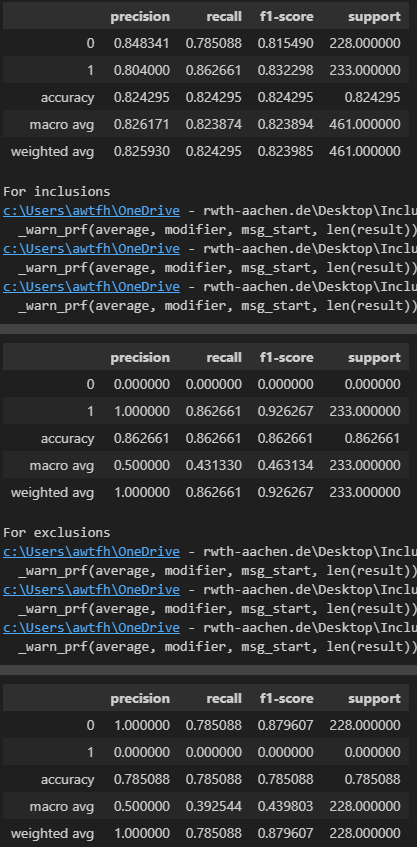 precision recall f1-score support
0 0.848341 0.785088 0.815490 228.000000
1 0.804000 0.862661 0.832298 233.000000
accuracy 0.824295 0.824295 0.824295 0.824295
macro avg 0.826171 0.823874 0.823894 461.000000
weighted avg 0.825930 0.824295 0.823985 461.000000
For inclusions
c:\Users\awtfh\OneDrive - rwth-aachen.de\Desktop\Inclu
_warn_prf(average, modifier, msg_start, len(result))
c:\Users\awtfh\OneDrive - rwth-aachen.de\Desktop\Inclu
_warn_prf(average, modifier, msg_start, len(result))
c:\Users\awtfh\OneDrive - rwth-aachen.de\Desktop\Inclu
_warn_prf(average, modifier, msg_start, len(result))
precision recall f1-score support
0 0.000000 0.000000 0.000000 0.000000
1 1.000000 0.862661 0.926267 233.000000
accuracy 0.862661 0.862661 0.862661 0.862661
macro avg 0.500000 0.431330 0.463134 233.000000
weighted avg 1.000000 0.862661 0.926267 233.000000
For exclusions
c:\Users\awtfh\OneDrive - rwth-aachen.de\Desktop\Inclu
_warn_prf(average, modifier, msg_start, len(result))
c:\Users\awtfh\OneDrive - rwth-aachen.de\Desktop\Inclu
_warn_prf(average, modifier, msg_start, len(result))
c:\Users\awtfh\OneDrive - rwth-aachen.de\Desktop\Inclu
_warn_prf(average, modifier, msg_start, len(result))
precision recall f1-score support
0 1.000000 0.785088 0.879607 228.000000
1 0.000000 0.000000 0.000000 0.000000
accuracy 0.785088 0.785088 0.785088 0.785088
macro avg 0.500000 0.392544 0.439803 228.000000
weighted avg 1.000000 0.785088 0.879607 228.000000